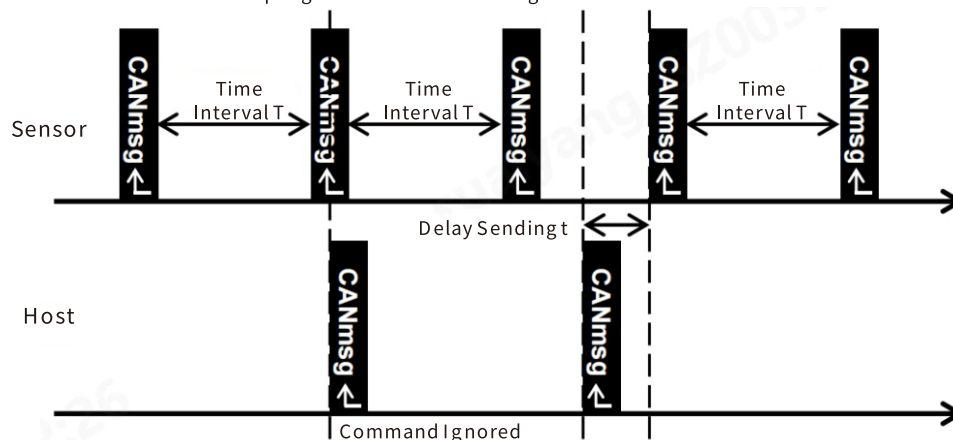 CANmsg
CANmsg
CANmsg
CANmsg
CANmsg
Time
Interval T
Time
Interval T
Time
Interval T
Sensor
Delay Sending t
CANmsg
CANmsg
Host
Command Ignored